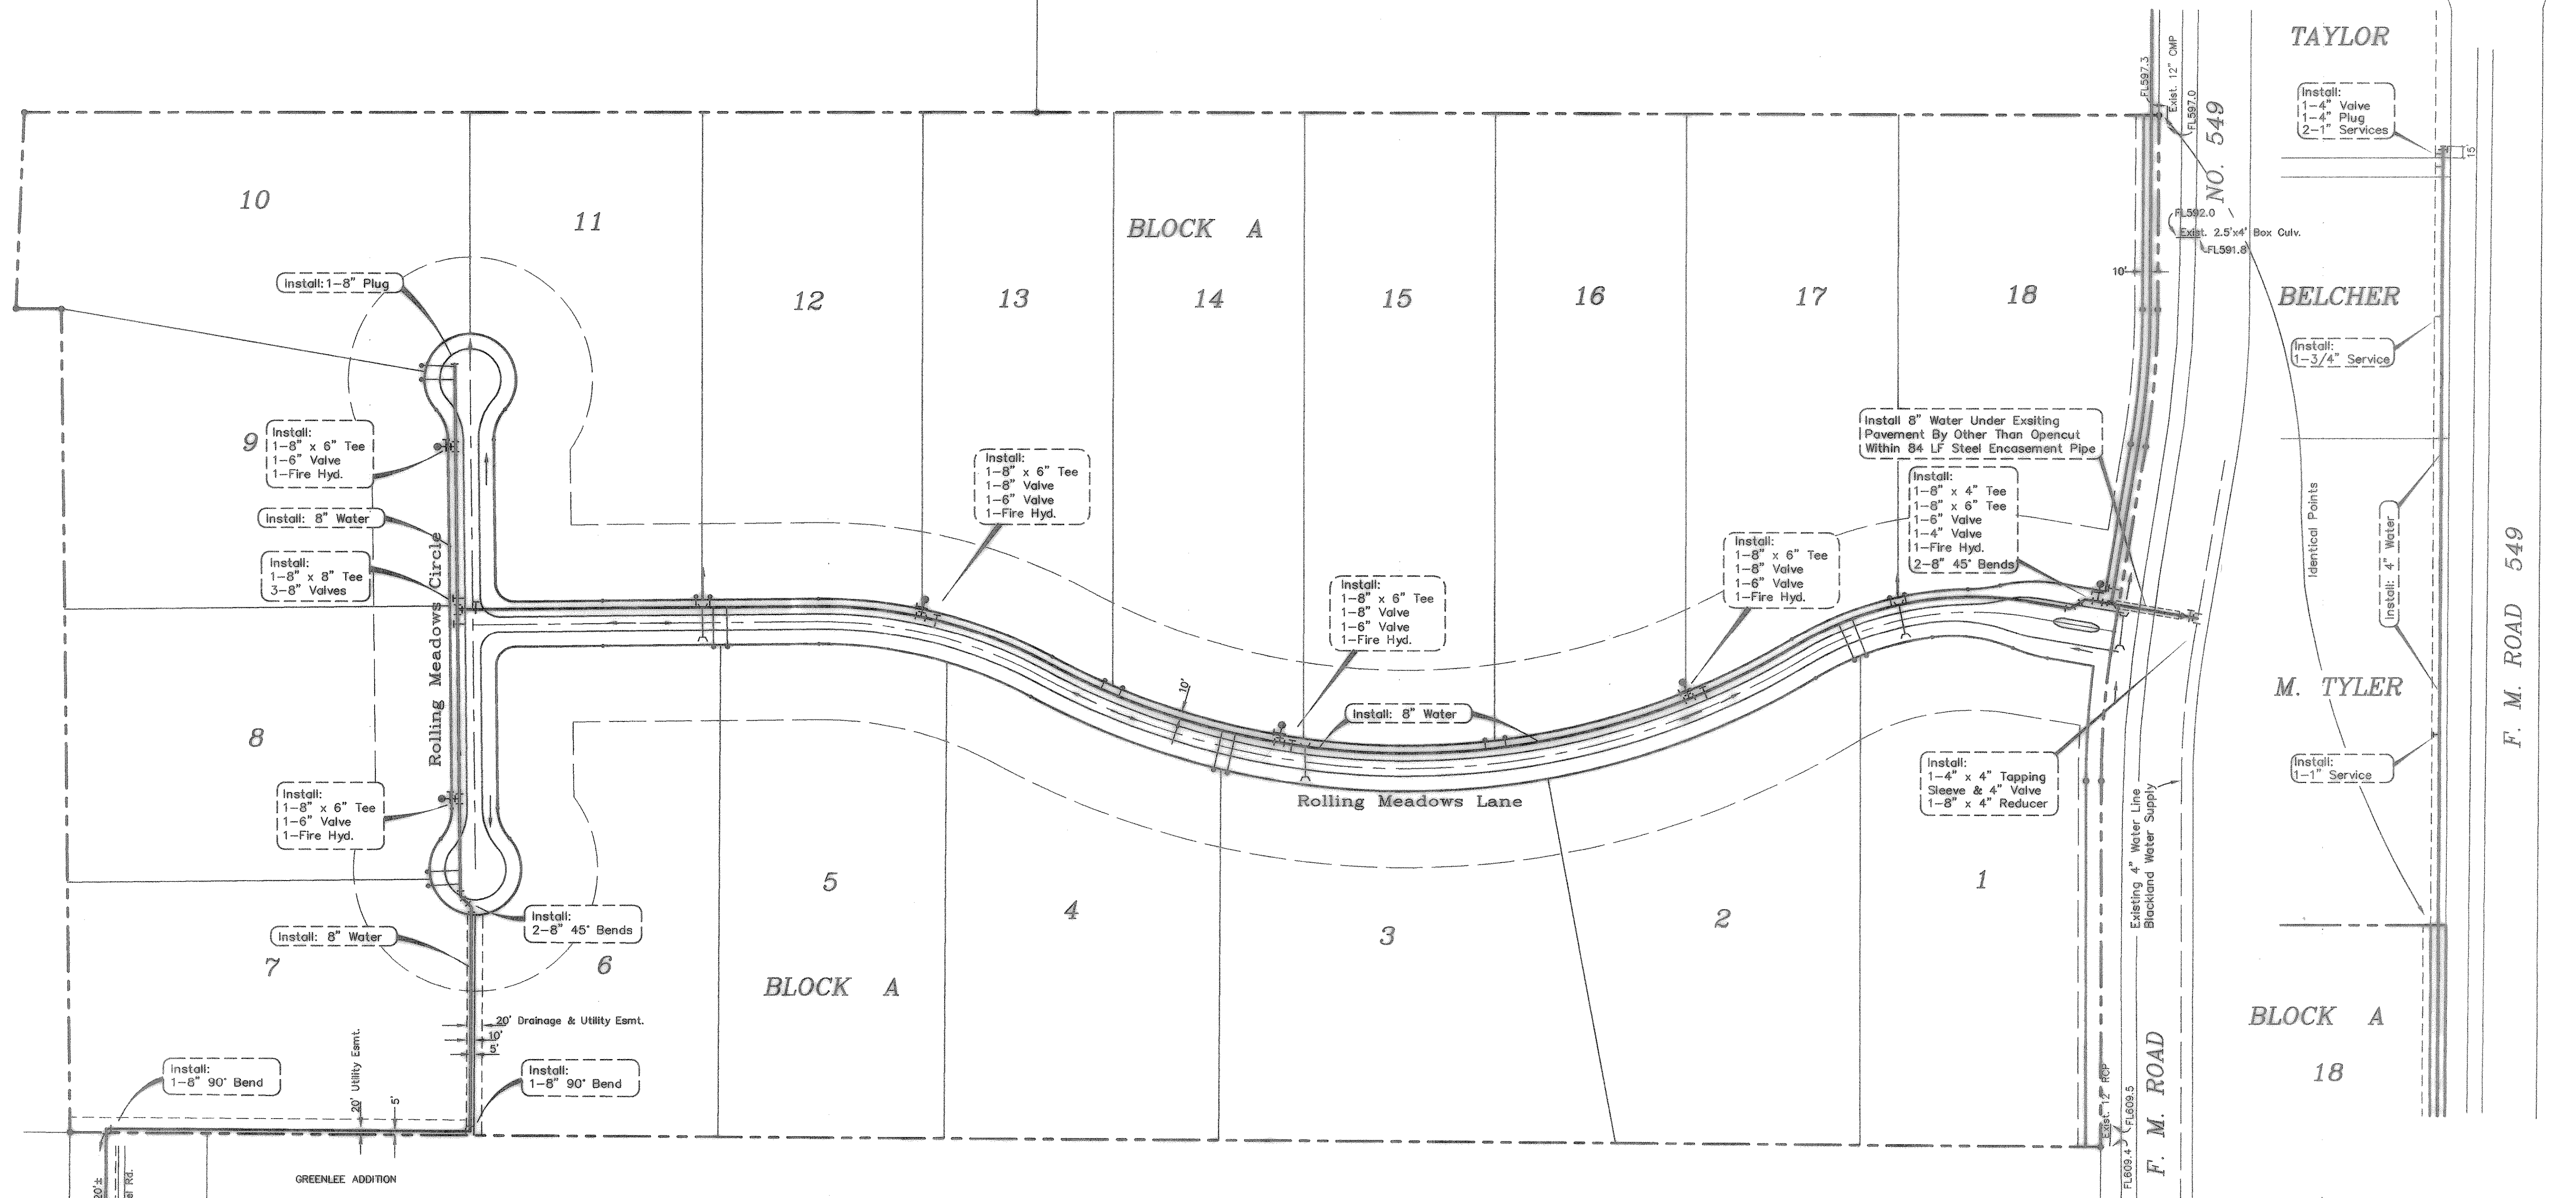 TAYLOR
Install:
1-4" Valve
1-4" Plug
2-1" Services
15'
FL597.3
Exist. 12" CMP
FL597.0
NO. 549
10
11
BLOCK A
FL592.0
Exist. 2.5'x4' Box Culv.
FL591.8
10'
BELCHER
Install:
1-3/4" Service
Install: 1-8" Plug
12
13
14
15
16
17
18
9
Install:
1-8" x 6" Tee
1-6" Valve
1-Fire Hyd.
Install: 8" Water
Install:
1-8" x 8" Tee
3-8" Valves
Rolling Meadows Circle
Install:
1-8" x 6" Tee
1-8" Valve
1-6" Valve
1-Fire Hyd.
Install:
1-8" x 6" Tee
1-8" Valve
1-6" Valve
1-Fire Hyd.
Install:
1-8" x 6" Tee
1-8" Valve
1-6" Valve
1-Fire Hyd.
Install 8" Water Under Exsiting
Pavement By Other Than Opencut
Within 84 LF Steel Encasement Pipe
Install:
1-8" x 4" Tee
1-8" x 6" Tee
1-6" Valve
1-4" Valve
1-Fire Hyd.
2-8" 45° Bends
Identical Points
Install: 4" Water
F. M. ROAD 549
M. TYLER
Install:
1-1" Service
8
10'
Install: 8" Water
Rolling Meadows Lane
Install:
1-8" x 6" Tee
1-6" Valve
1-Fire Hyd.
Install:
1-4" x 4" Tapping
Sleeve & 4" Valve
1-8" x 4" Reducer
Existing 4" Water Line
Blackland Water Supply
5
4
3
2
1
Install:
2-8" 45° Bends
Install: 8" Water
7
6
BLOCK A
BLOCK A
18
20' Drainage & Utility Esmt.
10'
5'
Install:
1-8" 90° Bend
20' Utility Esmt.
5'
Install:
1-8" 90° Bend
Exist. 12" RCP
FL609.5
FL609.4
F. M. ROAD
GREENLEE ADDITION
20'±
Rd.